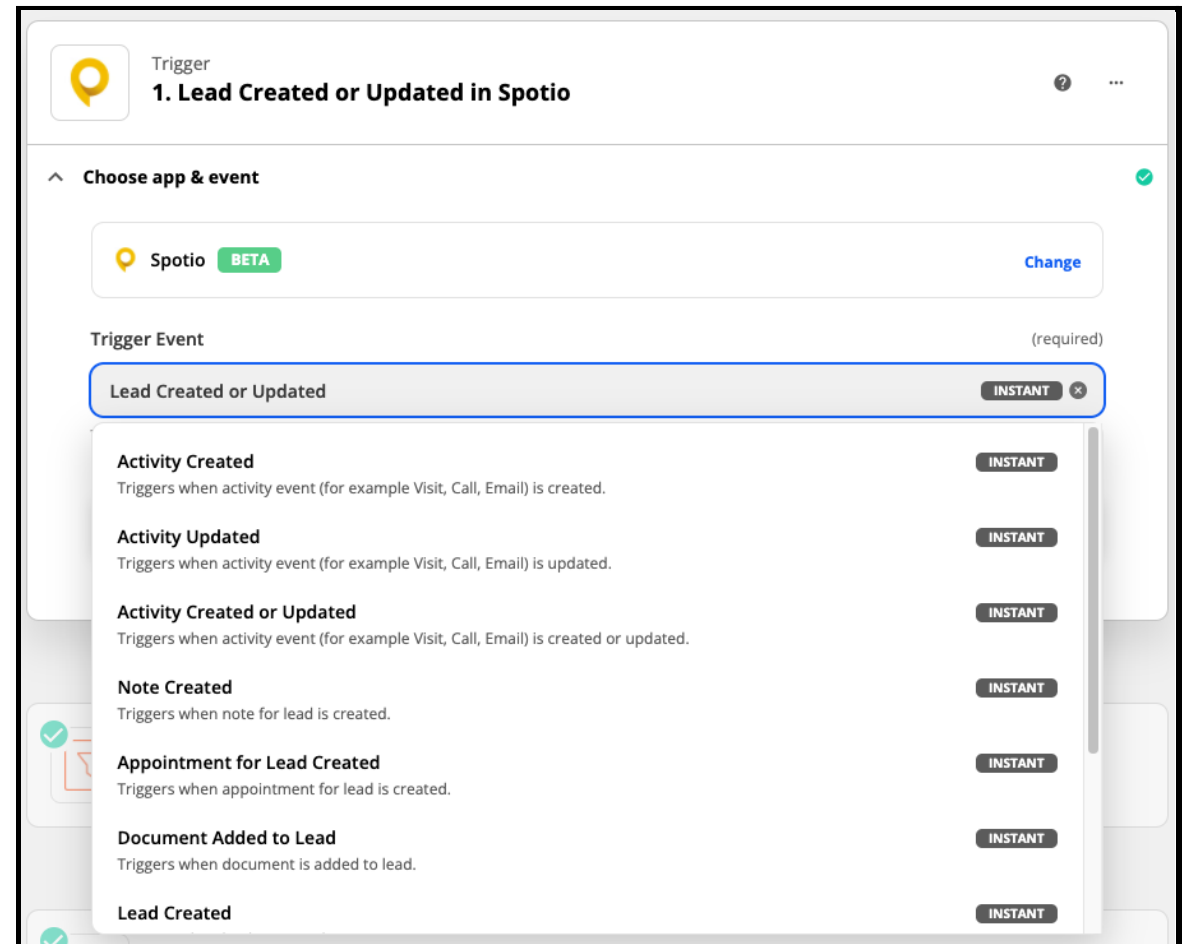 Trigger
1. Lead Created or Updated in Spotio
Choose app & event
Spotio BETA
Change
Trigger Event
(required)
Lead Created or Updated
INSTANT
Activity Created
INSTANT
Triggers when activity event (for example Visit, Call, Email) is created.
Activity Updated
INSTANT
Triggers when activity event (for example Visit, Call, Email) is updated.
Activity Created or Updated
INSTANT
Triggers when activity event (for example Visit, Call, Email) is created or updated.
Note Created
INSTANT
Triggers when note for lead is created.
Appointment for Lead Created
INSTANT
Triggers when appointment for lead is created.
Document Added to Lead
INSTANT
Triggers when document is added to lead.
Lead Created
INSTANT